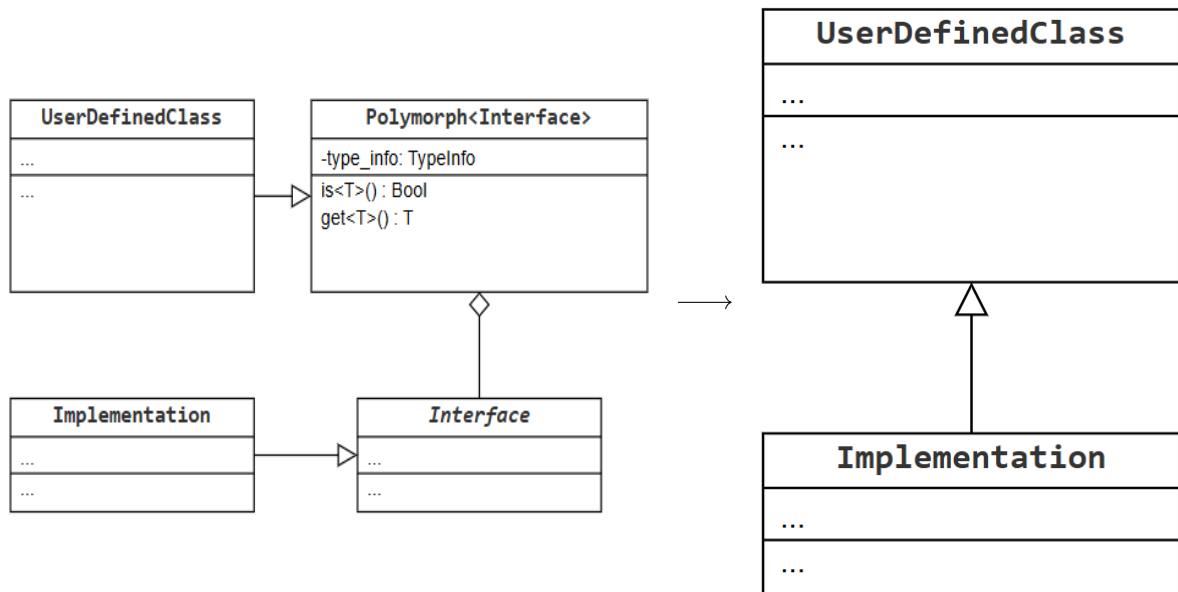 UserDefinedClass
...
...
Polymorph<Interface>
-type_info: TypeInfo
is<T>() : Bool
get<T>() : T
Implementation
...
...
Interface
...
...
UserDefinedClass
...
...
Implementation
...
...